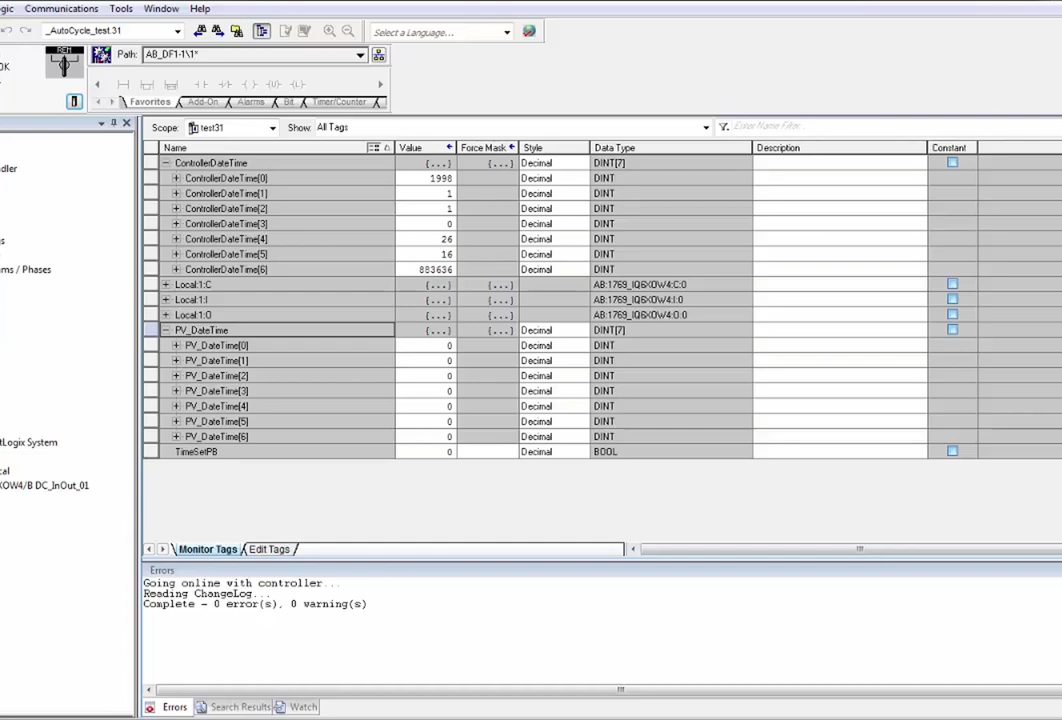 gic Communications Tools Window Help
_AutoCycle_test.31 Select a Language...
REM
OK Path: AB_DF1-1\1*
Favorites Add-On Alarms Bit Timer/Counter
Scope: test31 Show: All Tags Enter Name Filter...
Name Value Force Mask Style Data Type Description Constant
ControllerDateTime {...} {...} Decimal DINT[7]
ControllerDateTime[0] 1998 Decimal DINT
ControllerDateTime[1] 1 Decimal DINT
ControllerDateTime[2] 1 Decimal DINT
ControllerDateTime[3] 0 Decimal DINT
ControllerDateTime[4] 26 Decimal DINT
ControllerDateTime[5] 16 Decimal DINT
ControllerDateTime[6] 883636 Decimal DINT
Local:1:C {...} {...} AB:1769_IQ6XOW4:C:0
Local:1:I {...} {...} AB:1769_IQ6XOW4:I:0
Local:1:O {...} {...} AB:1769_IQ6XOW4:O:0
PV_DateTime {...} {...} Decimal DINT[7]
PV_DateTime[0] 0 Decimal DINT
PV_DateTime[1] 0 Decimal DINT
PV_DateTime[2] 0 Decimal DINT
PV_DateTime[3] 0 Decimal DINT
PV_DateTime[4] 0 Decimal DINT
PV_DateTime[5] 0 Decimal DINT
PV_DateTime[6] 0 Decimal DINT
TimeSetPB 0 Decimal BOOL
ndler
s
ms / Phases
tLogix System
cal
XOW4/B DC_InOut_01
Monitor Tags Edit Tags
Errors
Going online with controller...
Reading ChangeLog...
Complete - 0 error(s), 0 warning(s)
Errors Search Results Watch